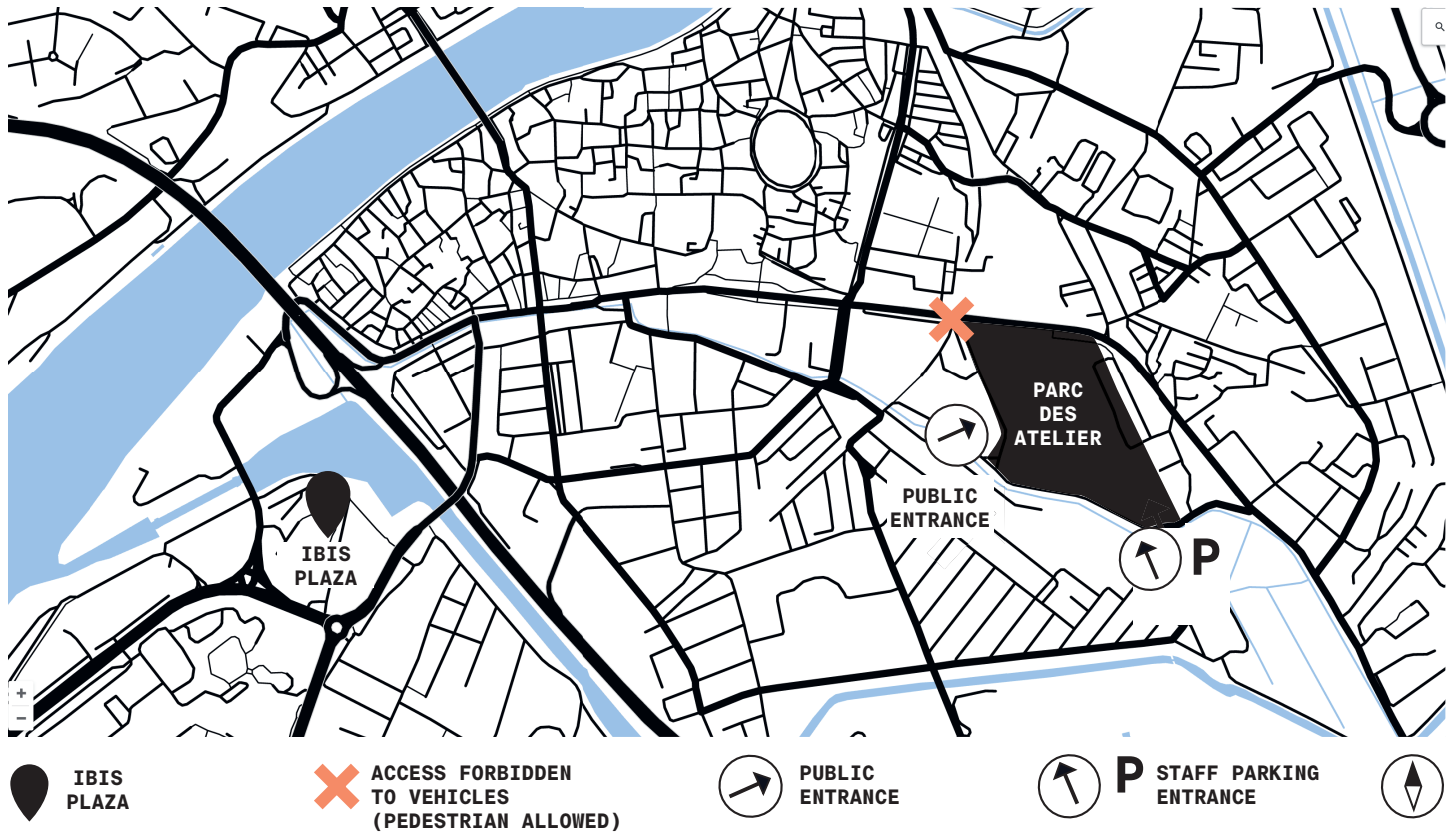 PARC
DES
ATELIER
PUBLIC
ENTRANCE
IBIS
PLAZA
P
+
−
IBIS
PLAZA
ACCESS FORBIDDEN
TO VEHICLES
(PEDESTRIAN ALLOWED)
PUBLIC
ENTRANCE
P STAFF PARKING
ENTRANCE